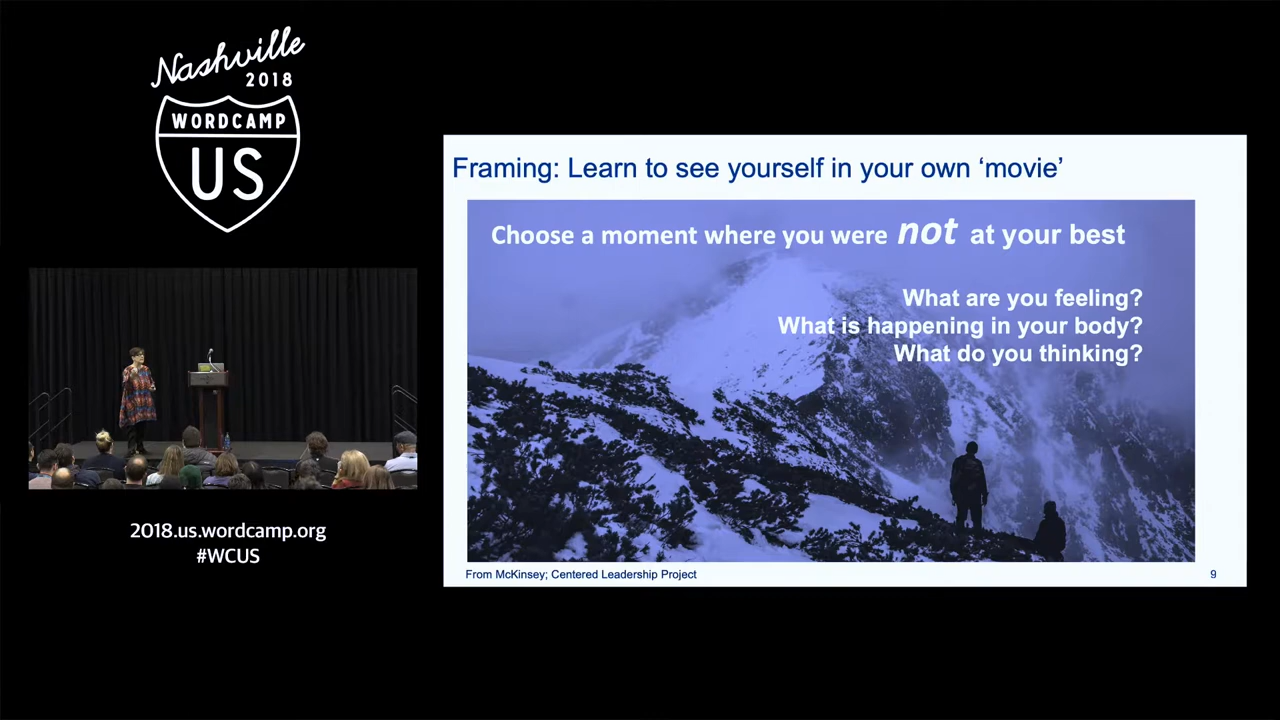 Nashville
2018
WORDCAMP
US
2018.us.wordcamp.org
#WCUS
Framing: Learn to see yourself in your own ‘movie’
Choose a moment where you were not at your best
What are you feeling?
What is happening in your body?
What do you thinking?
From McKinsey; Centered Leadership Project
9